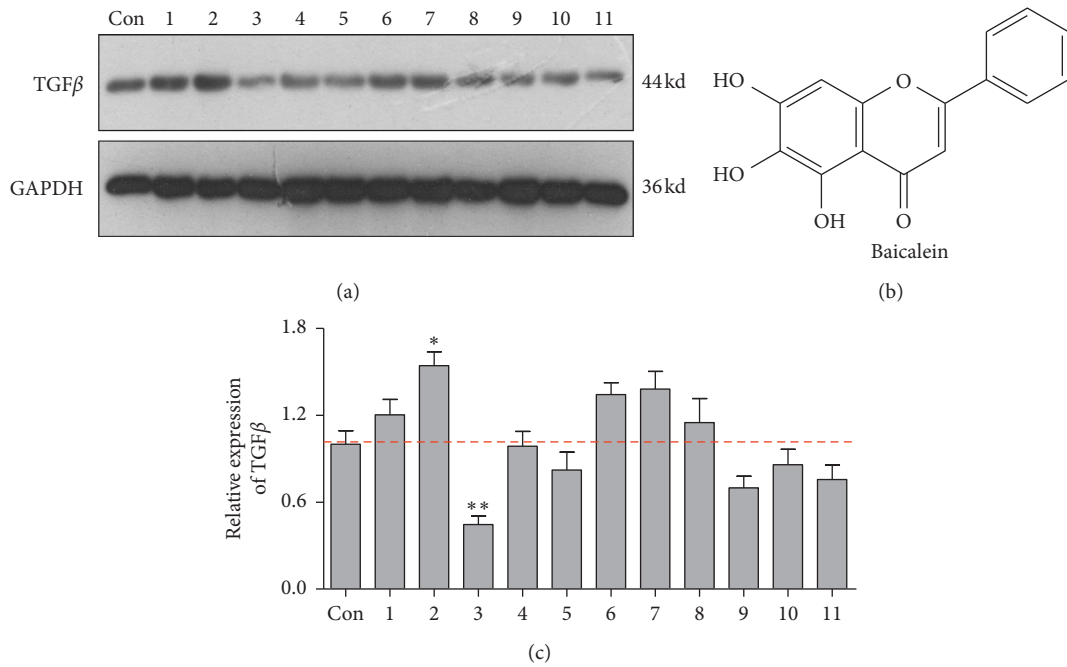 Con 1 2 3 4 5 6 7 8 9 10 11
TGFβ
44 kd
GAPDH
36 kd
(a)
HO
HO
OH
O
O
Baicalein
(b)
Relative expression
of TGFβ
1.8
1.2
0.6
0.0
*
**
Con 1 2 3 4 5 6 7 8 9 10 11
(c)